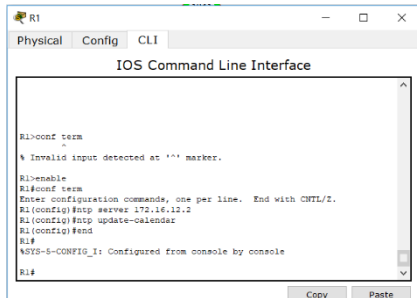 R1
Physical Config CLI
IOS Command Line Interface
R1>conf term
^
% Invalid input detected at '^' marker.
R1>enable
R1#conf term
Enter configuration commands, one per line. End with CNTL/Z.
R1(config)#ntp server 172.16.12.2
R1(config)#ntp update-calendar
R1(config)#end
R1#
%SYS-5-CONFIG_I: Configured from console by console
R1#
Copy Paste